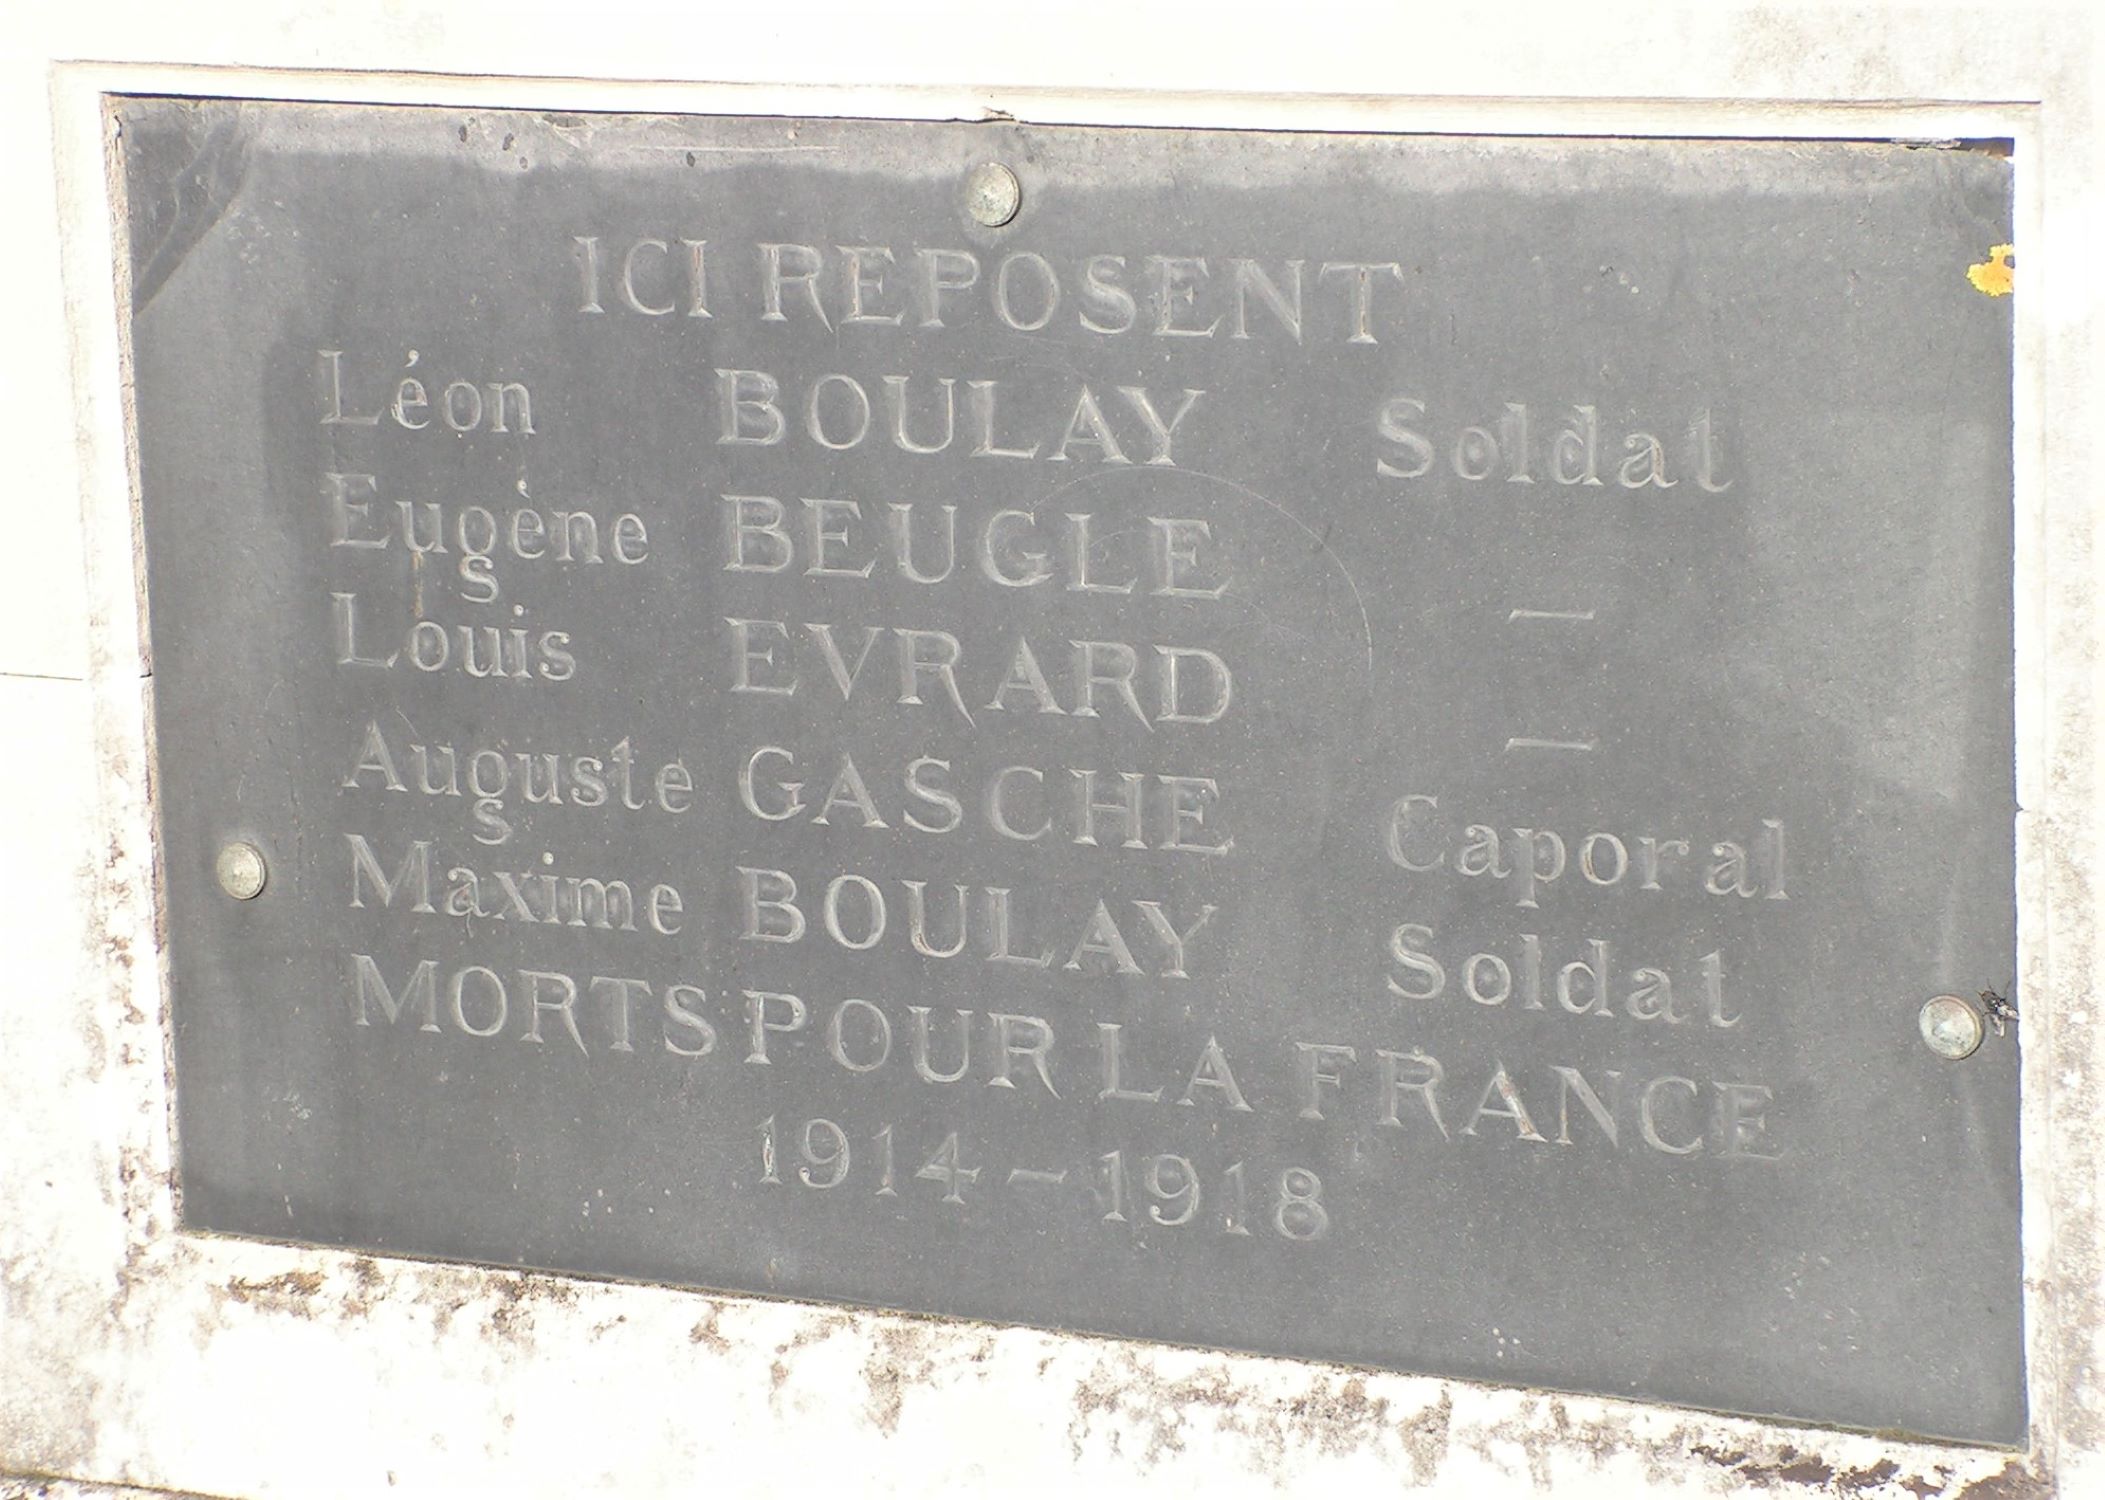 ICI REPOSENT
Léon BOULAY Soldat
Eugène BEUGLE —
Louis EVRARD —
Auguste GASCHE Caporal
Maxime BOULAY Soldat
MORTS POUR LA FRANCE
1914 – 1918